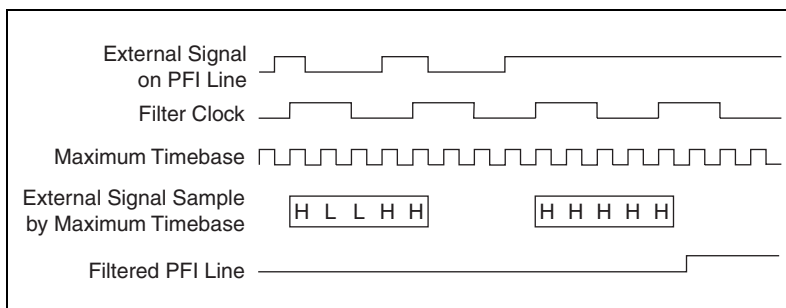 External Signal
on PFI Line
Filter Clock
Maximum Timebase
External Signal Sample
by Maximum Timebase
H L L H H
H H H H H
Filtered PFI Line